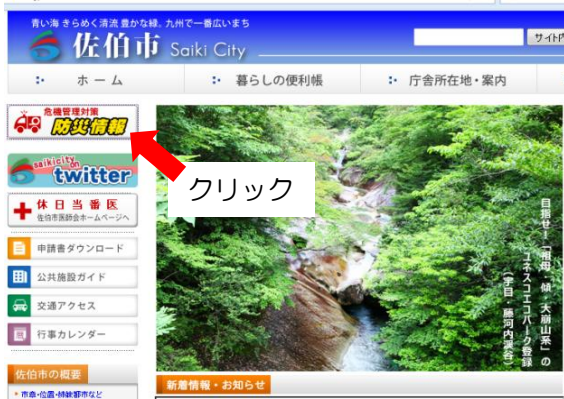 青い海 きらめく清流 豊かな緑。九州で一番広いまち
佐伯市 Saiki City
サイト内
ホーム
暮らしの便利帳
庁舎所在地・案内
危機管理対策
防災情報
saikicity on
twitter
休日当番医
佐伯市医師会ホームページへ
申請書ダウンロード
公共施設ガイド
交通アクセス
行事カレンダー
佐伯市の概要
市章・位置・姉妹都市など
クリック
目指せ!「祖母・傾・大崩山系」の
ユネスコエコパーク登録
(宇目・藤河内渓谷)
新着情報・お知らせ